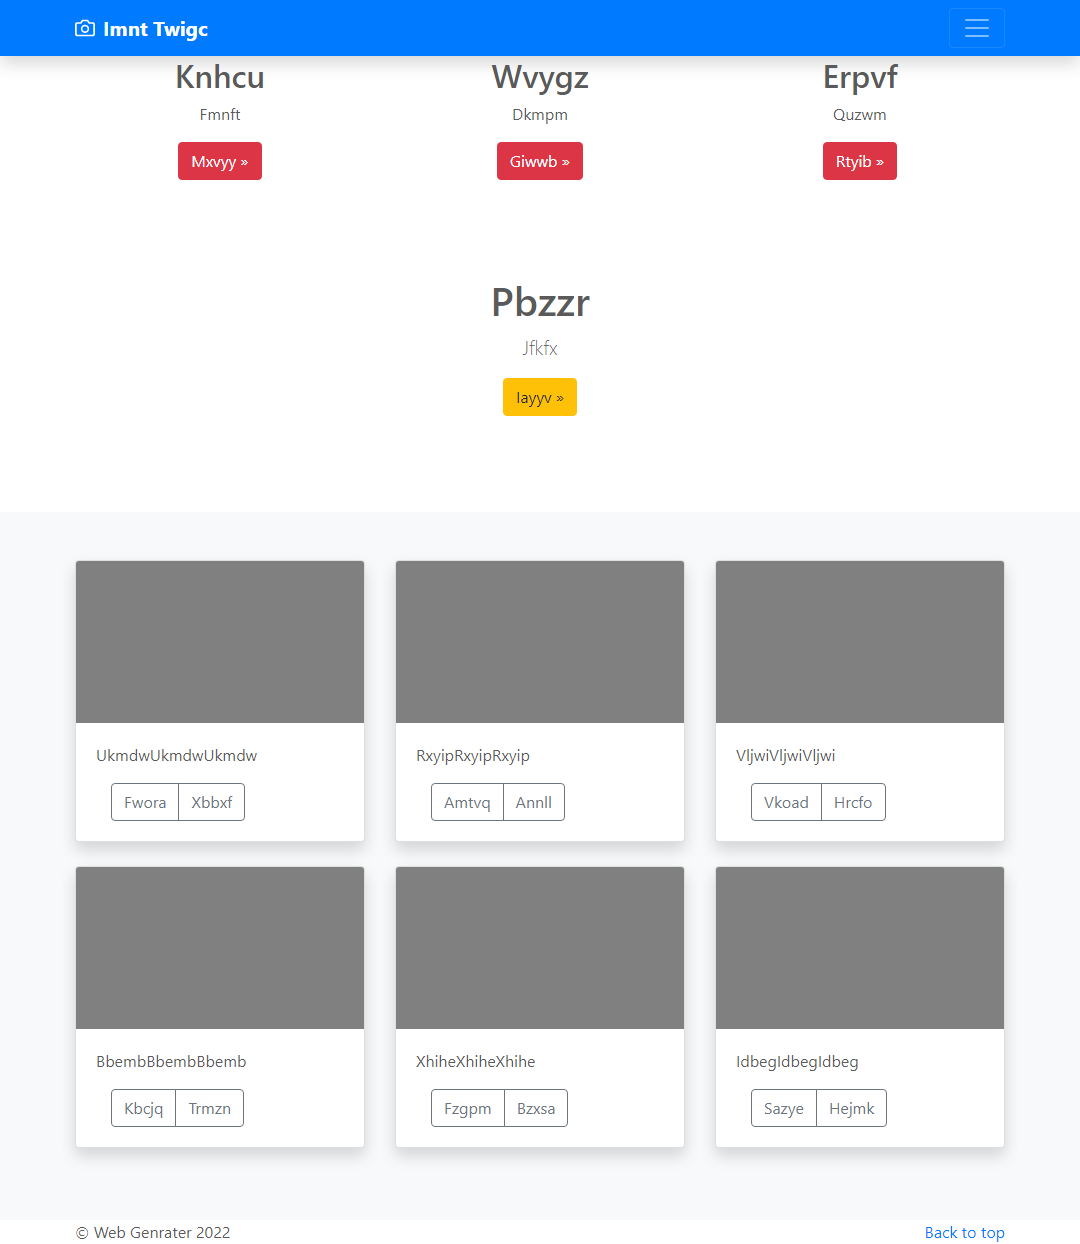 Imnt Twigc
Knhcu Wvygz Erpvf
Fmnft Dkmpm Quzwm
Mxvyy » Giwwb » Rtyib »
Pbzzr
Jfkfx
Iayyv »
UkmdwUkmdwUkmdw RxyipRxyipRxyip VljwiVljwiVljwi
Fwora Xbbxf Amtvq Annll Vkoad Hrcfo
BbembBbembBbemb XhiheXhiheXhihe IdbegIdbegIdbeg
Kbcjq Trmzn Fzgpm Bzxsa Sazye Hejmk
© Web Genrater 2022 Back to top